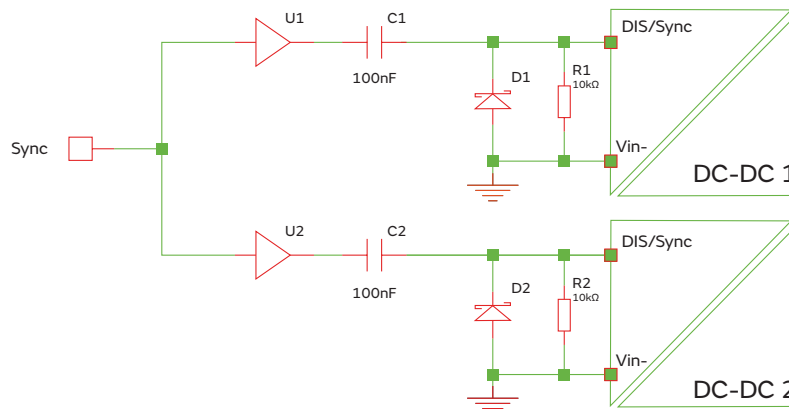 U1
C1
100nF
DIS/Sync
D1
R1
10kΩ
Vin-
DC-DC 1
Sync
U2
C2
100nF
DIS/Sync
D2
R2
10kΩ
Vin-
DC-DC 2